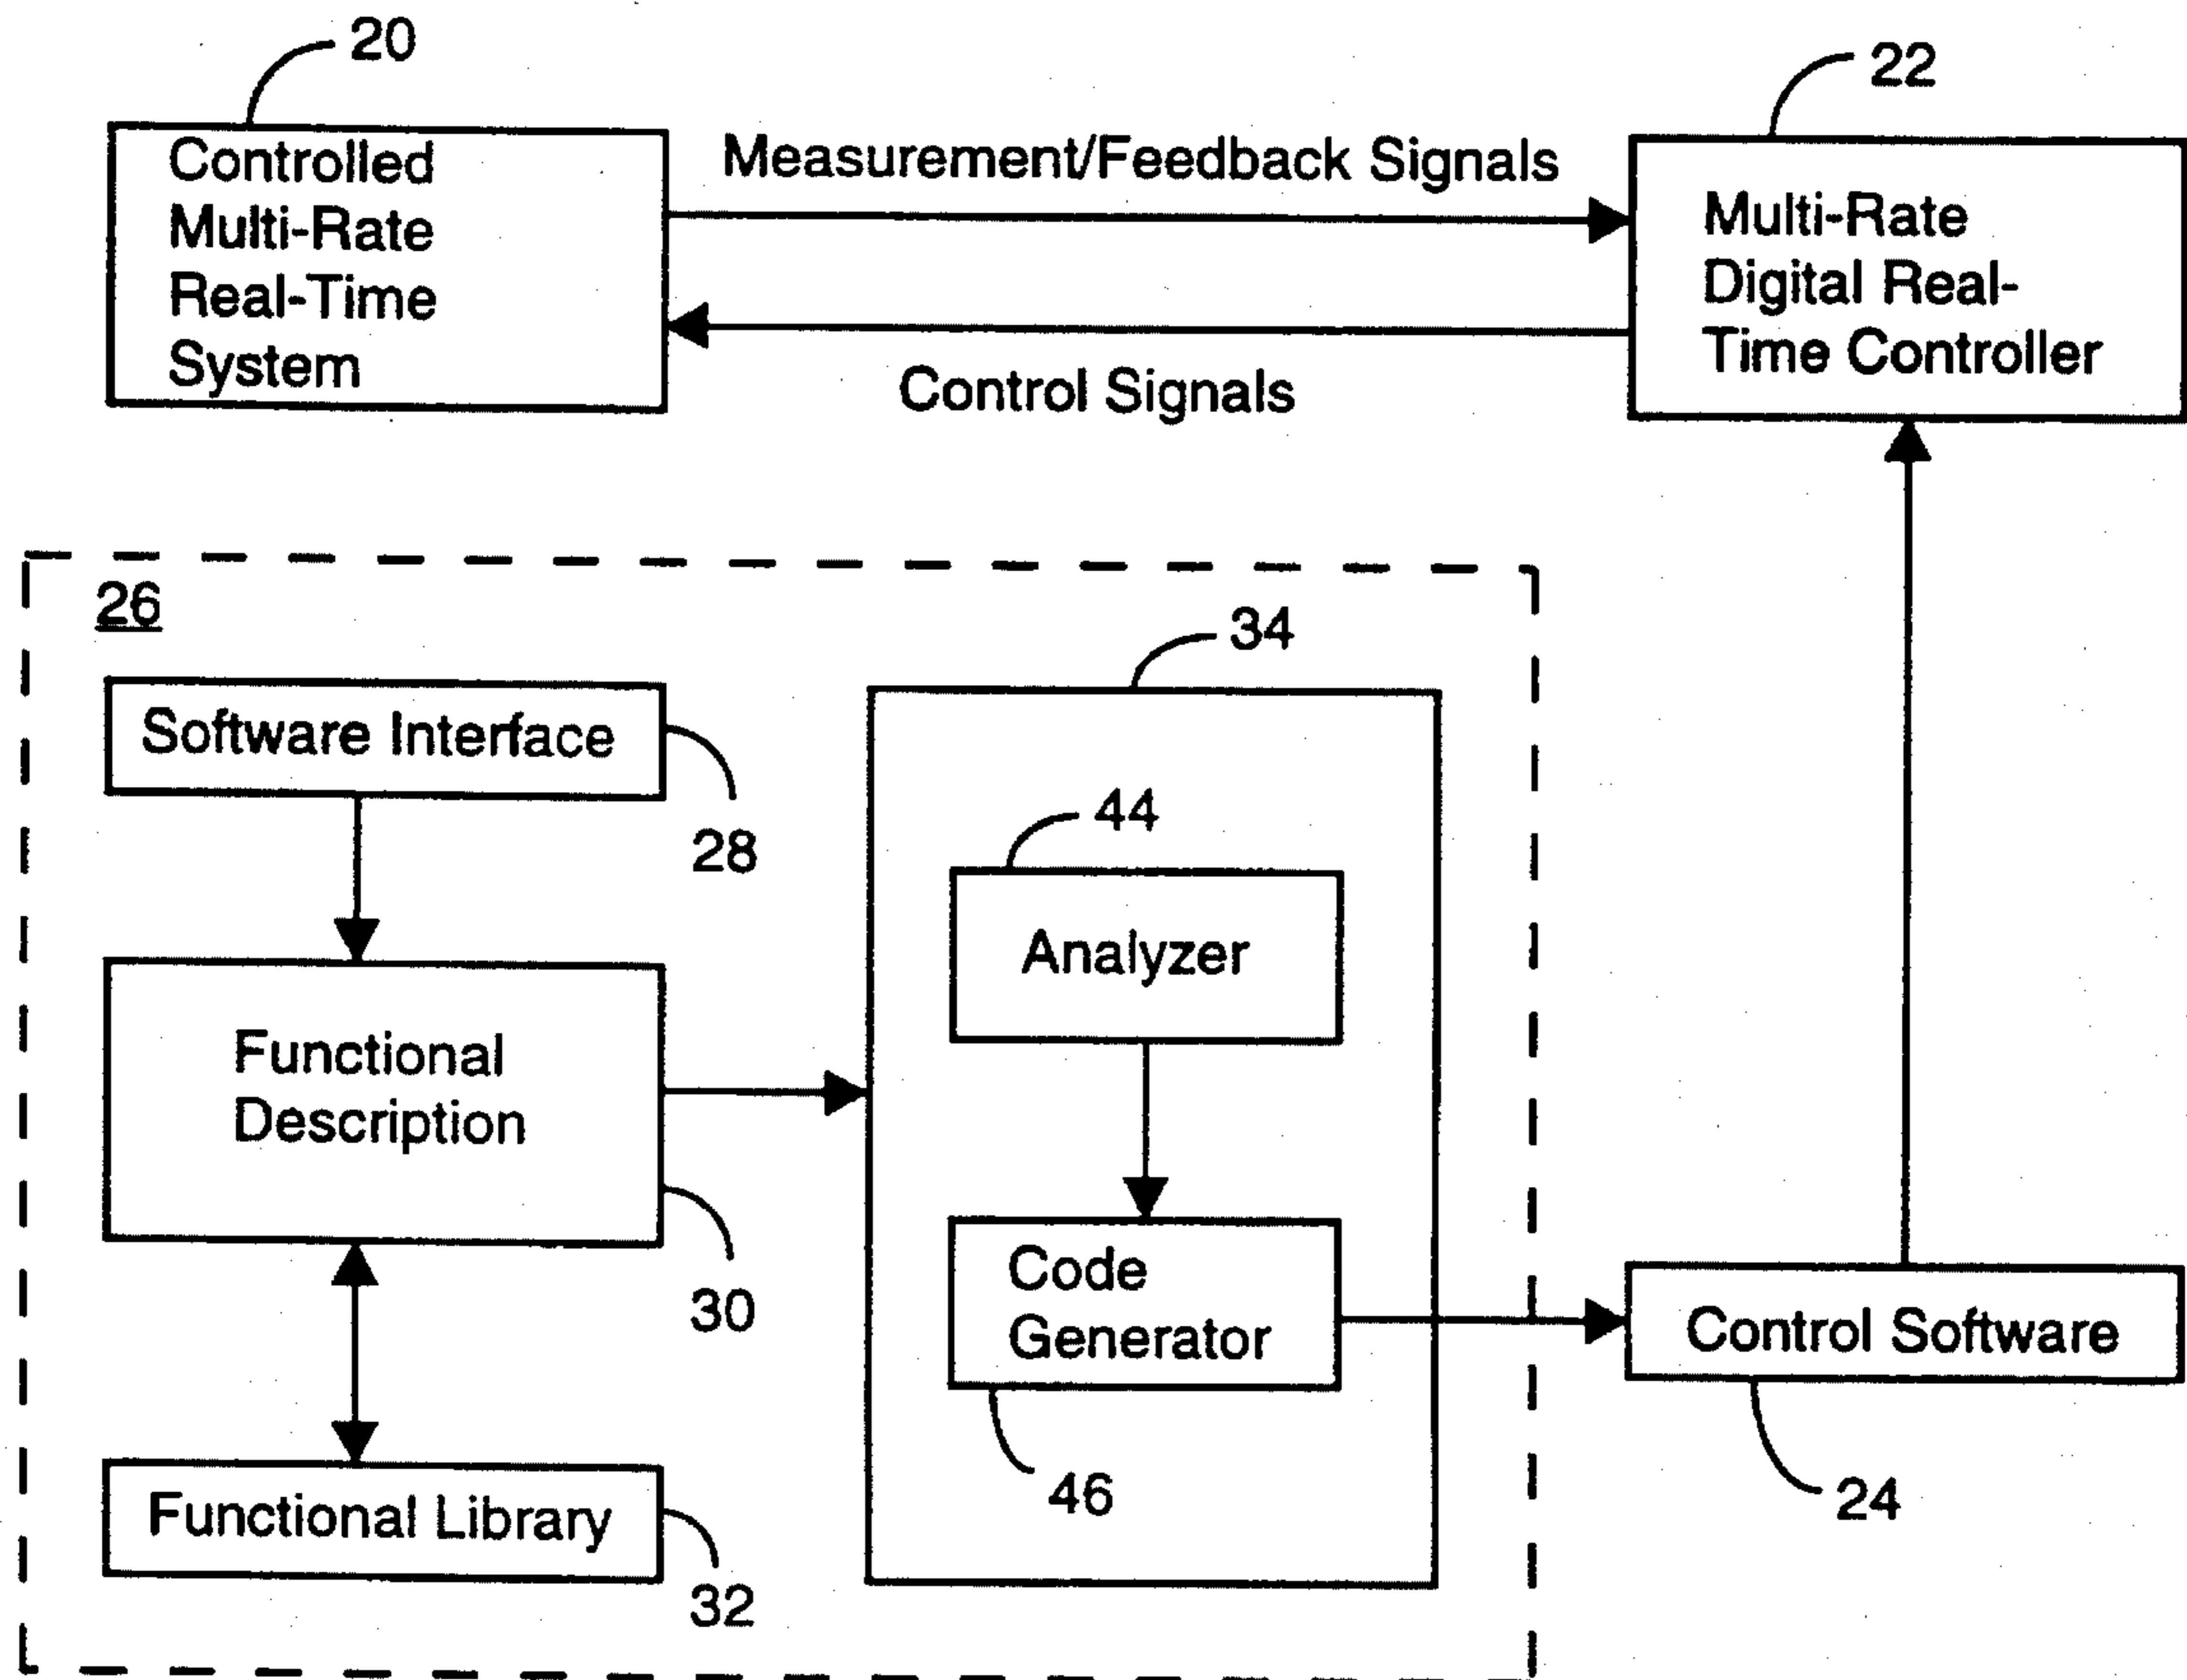 20
22
Controlled
Multi-Rate
Real-Time
System
Measurement/Feedback Signals
Control Signals
Multi-Rate
Digital Real-
Time Controller
26
34
Software Interface
28
44
Analyzer
Functional
Description
30
Code
Generator
46
Control Software
24
Functional Library
32